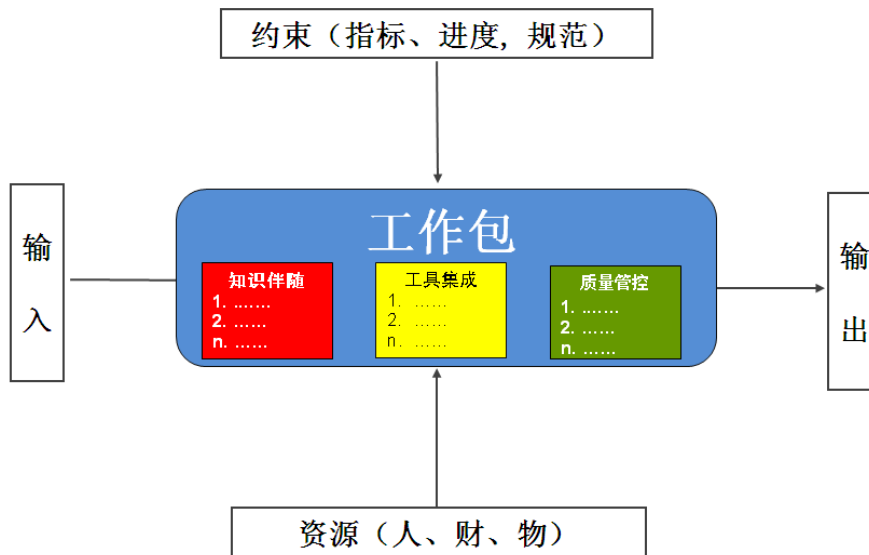 约束（指标、进度，规范）
输
入
工作包
知识伴随
1. .......
2. ......
n. ......
工具集成
1. ......
2. ......
n. ......
质量管控
1. .......
2. ......
n. ......
输
出
资源（人、财、物）